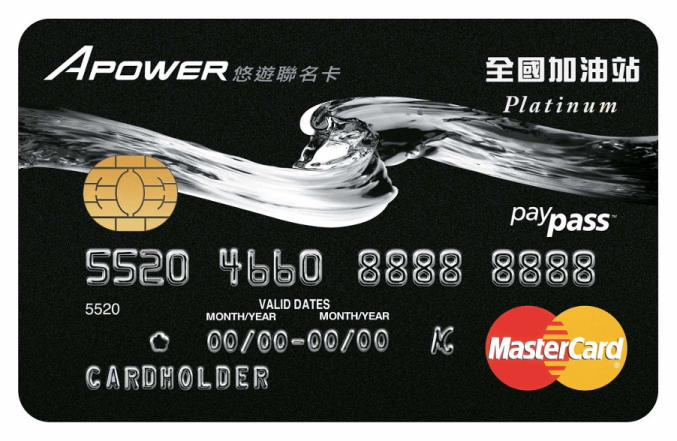 APOWER 悠遊聯名卡
全國加油站
Platinum
paypass™
5520 4660 8888 8888
5520
VALID DATES
MONTH/YEAR MONTH/YEAR
00/00-00/00
MasterCard
CARDHOLDER